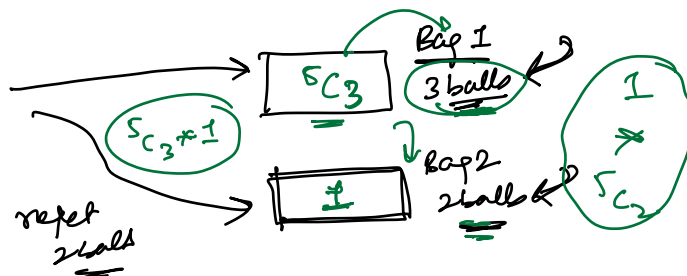 Bag 1
⁵C₃
3 balls
1
⁵C₃ * 1
*
Bag 2
1
2 balls
⁵C₂
reject
2 balls